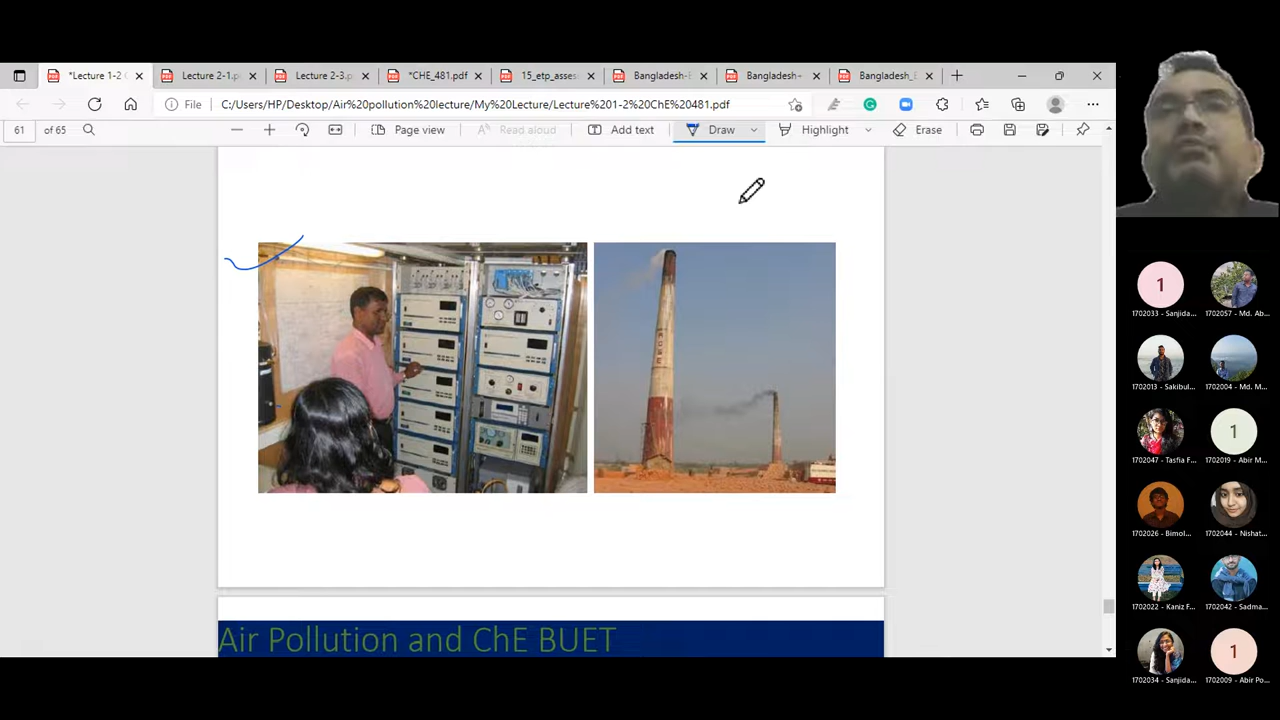 *Lecture 1-2 C
Lecture 2-1.p
Lecture 2-3.p
*CHE_481.pdf
15_etp_asses
Bangladesh-E
Bangladesh-
Bangladesh_E
File
C:/Users/HP/Desktop/Air%20pollution%20lecture/My%20Lecture/Lecture%201-2%20ChE%20481.pdf
61 of 65
Page view
Read aloud
Add text
Draw
Highlight
Erase
Air Pollution and ChE BUET
1
1702033 - Sanjida...
1702057 - Md. Ab...
1702013 - Sakibul...
1702004 - Md. M...
1
1702047 - Tasfia F...
1702019 - Abir M...
1702026 - Bimol...
1702044 - Nishat...
1702022 - Kaniz F...
1702042 - Sadma...
1
1702034 - Sanjida...
1702009 - Abir Po...